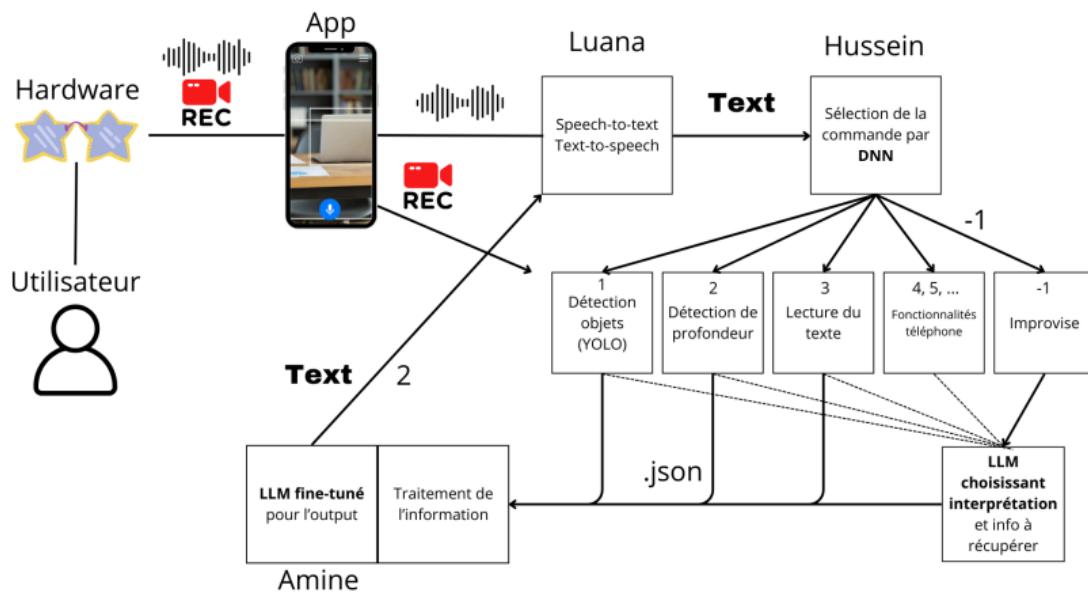 App
Luana
Hussein
Hardware
REC
Text
Speech-to-text
Text-to-speech
Sélection de la
commande par
DNN
REC
-1
Utilisateur
1
Détection
objets
(YOLO)
2
Détection de
profondeur
3
Lecture du
texte
4, 5, ...
Fonctionnalités
téléphone
-1
Improvise
Text
2
.json
LLM fine-tuné
pour l'output
Traitement de
l'information
LLM
choisissant
interprétation
et info à
récupérer
Amine